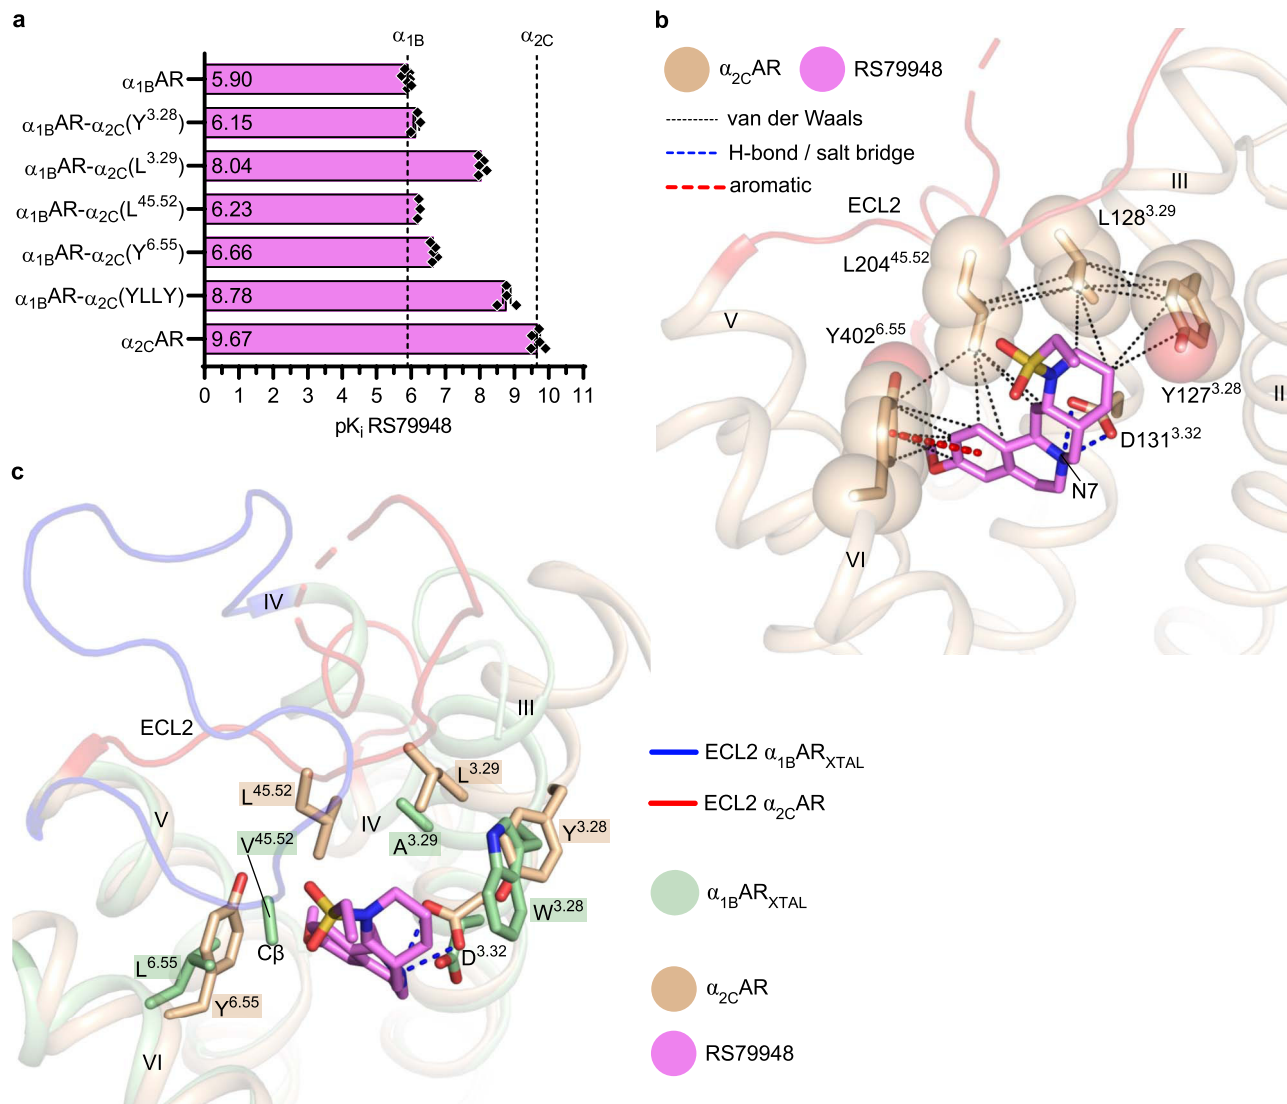 a
α1B
α2C
α1BAR
5.90
α1BAR-α2C(Y3.28)
6.15
α1BAR-α2C(L3.29)
8.04
α1BAR-α2C(L45.52)
6.23
α1BAR-α2C(Y6.55)
6.66
α1BAR-α2C(YLLY)
8.78
α2CAR
9.67
0 1 2 3 4 5 6 7 8 9 10 11
pKi RS79948
b
α2CAR
RS79948
van der Waals
H-bond / salt bridge
aromatic
III
ECL2
L1283.29
L20445.52
V
Y4026.55
Y1273.28
II
D1313.32
N7
VI
c
IV
III
ECL2
L3.29
L45.52
V
IV
Y3.28
V45.52
A3.29
W3.28
Cβ
D3.32
L6.55
Y6.55
VI
ECL2 α1BARXTAL
ECL2 α2CAR
α1BARXTAL
α2CAR
RS79948